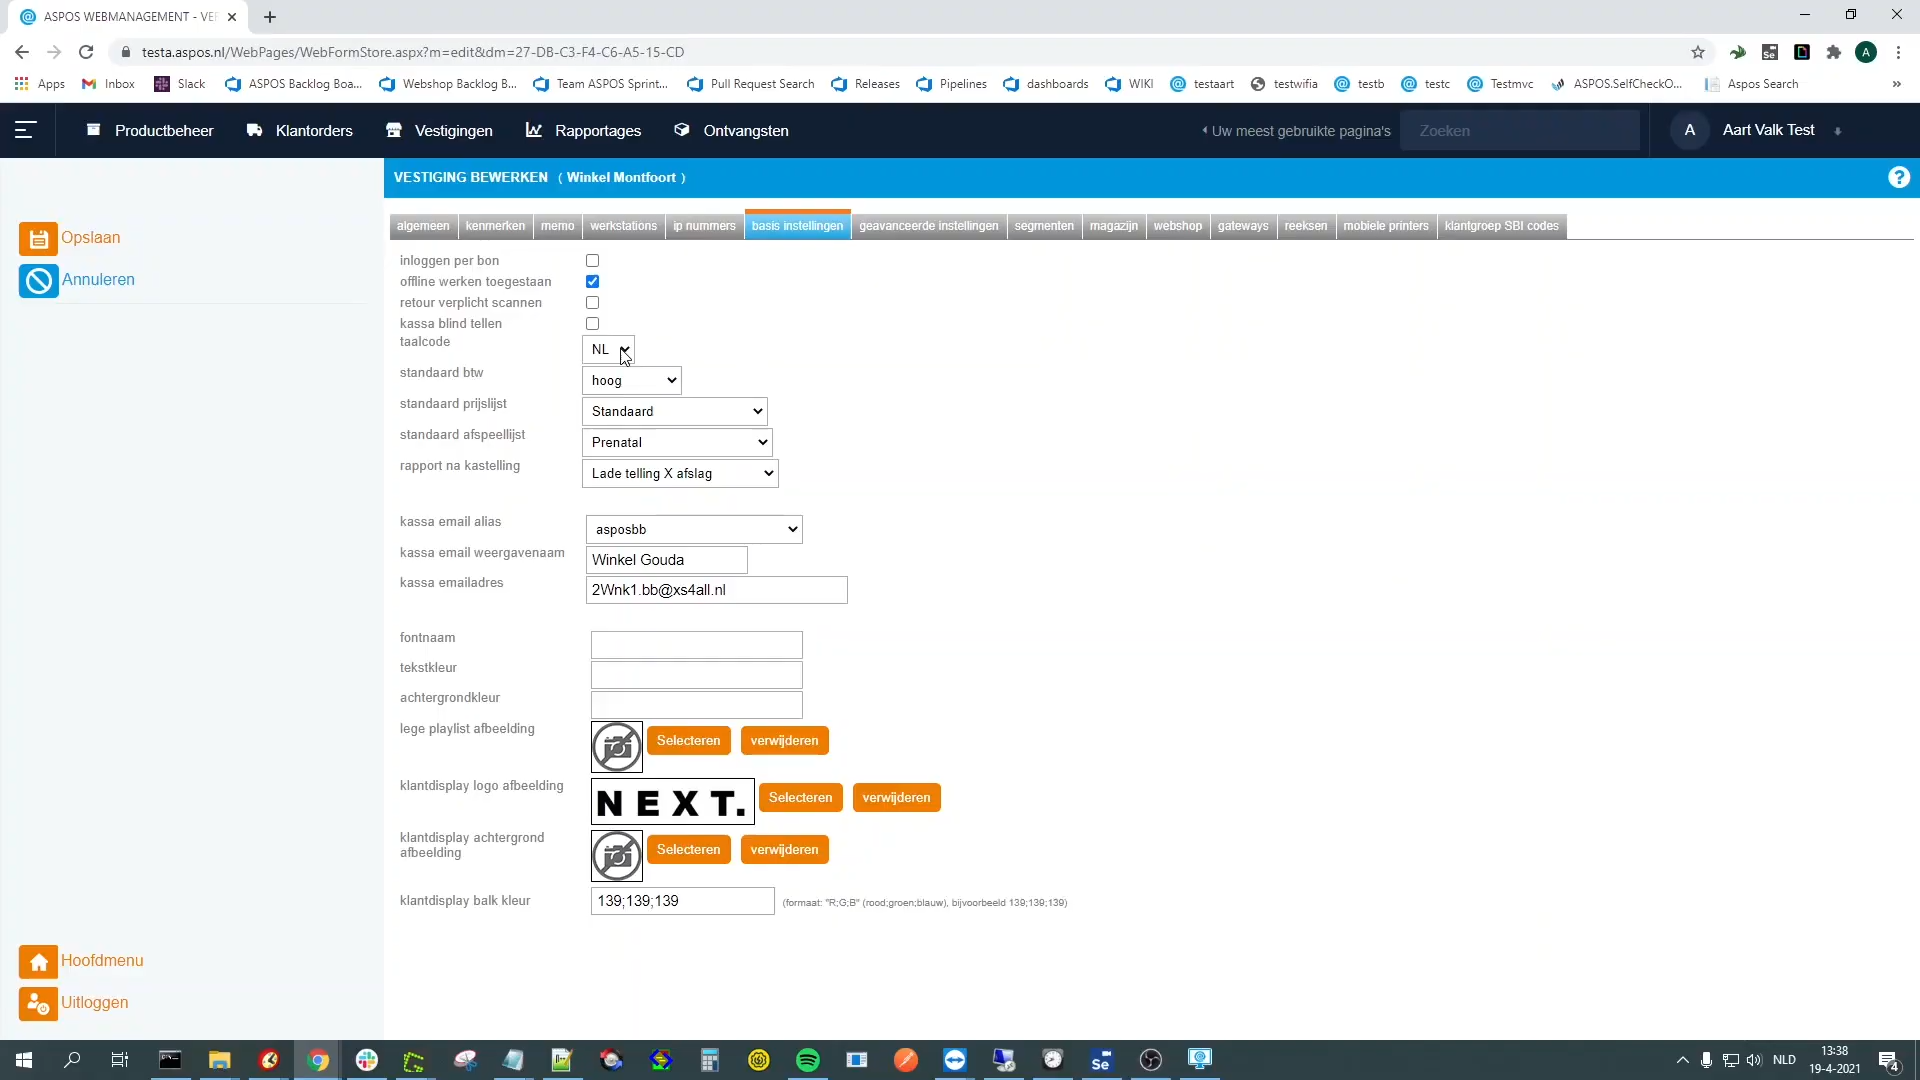 ASPOS WEBMANAGEMENT - VEF
testa.aspos.nl/WebPages/WebFormStore.aspx?m=edit&dm=27-DB-C3-F4-C6-A5-15-CD
A
Apps Inbox Slack ASPOS Backlog Boa... Webshop Backlog B... Team ASPOS Sprint... Pull Request Search Releases Pipelines dashboards WIKI testaart testwifia testb testc Testmvc ASPOS.SelfCheckO... Aspos Search »
Productbeheer Klantorders Vestigingen Rapportages Ontvangsten Uw meest gebruikte pagina's Zoeken A Aart Valk Test
VESTIGING BEWERKEN ( Winkel Montfoort ) ?
algemeen kenmerken memo werkstations ip nummers basis instellingen geavanceerde instellingen segmenten magazijn webshop gateways reeksen mobiele printers klantgroep SBI codes
Opslaan
Annuleren
inloggen per bon
offline werken toegestaan
retour verplicht scannen
kassa blind tellen
taalcode NL
standaard btw hoog
standaard prijslijst Standaard
standaard afspeellijst Prenatal
rapport na kastelling Lade telling X afslag
kassa email alias asposbb
kassa email weergavenaam Winkel Gouda
kassa emailadres 2Wnk1.bb@xs4all.nl
fontnaam
tekstkleur
achtergrondkleur
lege playlist afbeelding Selecteren verwijderen
klantdisplay logo afbeelding NEXT. Selecteren verwijderen
klantdisplay achtergrond
afbeelding Selecteren verwijderen
klantdisplay balk kleur 139;139;139 (formaat: "R;G;B" (rood;groen;blauw), bijvoorbeeld 139;139;139)
Hoofdmenu
Uitloggen
Se
NLD
13:38
19-4-2021
4